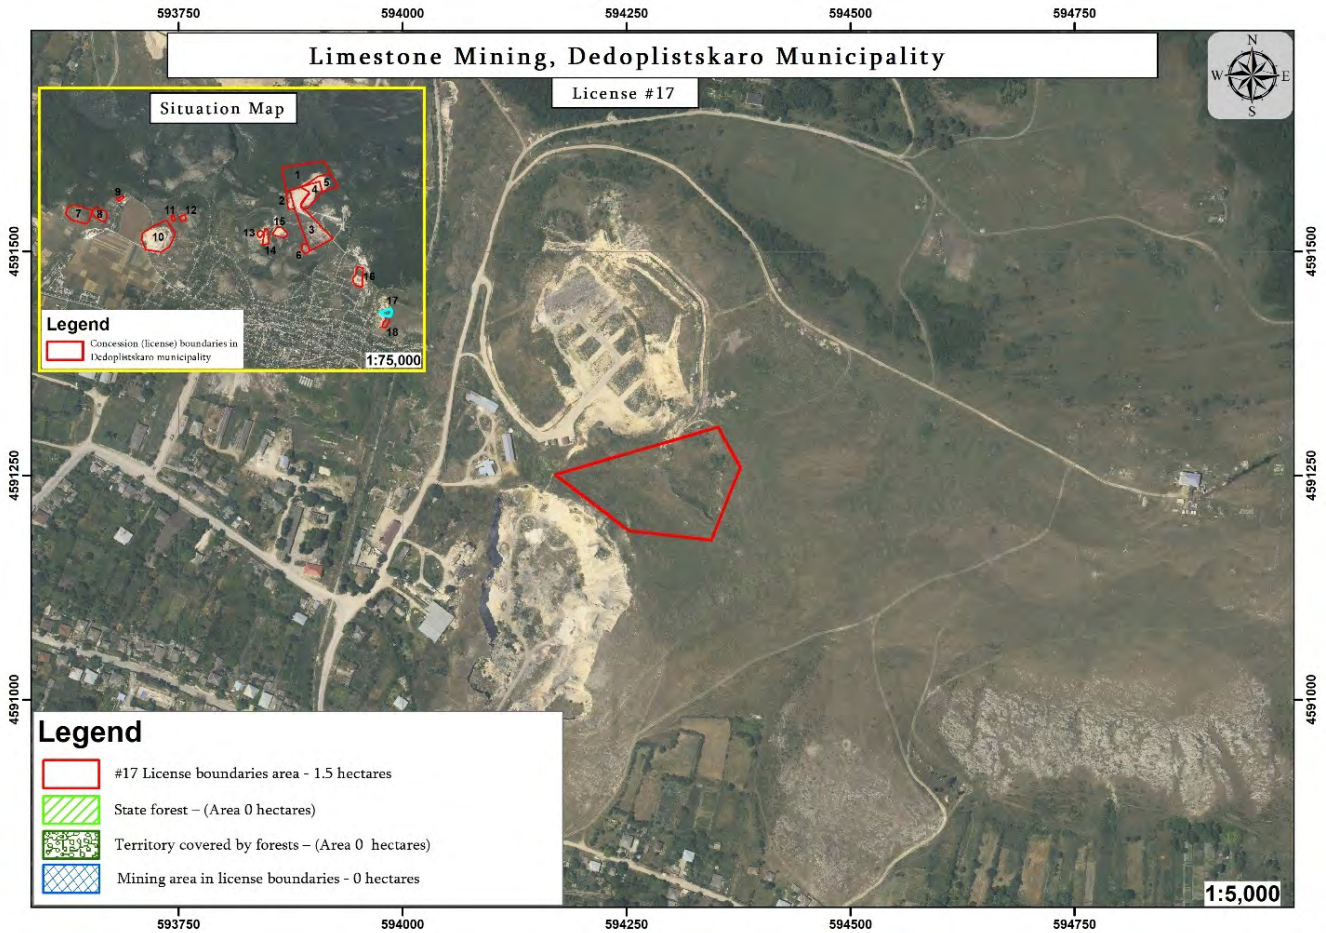 593750
594000
594250
594500
594750
Limestone Mining, Dedoplistskaro Municipality
License #17
N
W
E
S
Situation Map
1
5
4
2
9
7
8
11
12
10
13
15
3
14
6
16
17
18
Legend
Concession (license) boundaries in
Dedoplistskaro municipality
1:75,000
4591500
4591500
4591250
4591250
4591000
4591000
Legend
#17 License boundaries area - 1.5 hectares
State forest – (Area 0 hectares)
Territory covered by forests – (Area 0 hectares)
Mining area in license boundaries - 0 hectares
1:5,000
593750
594000
594250
594500
594750